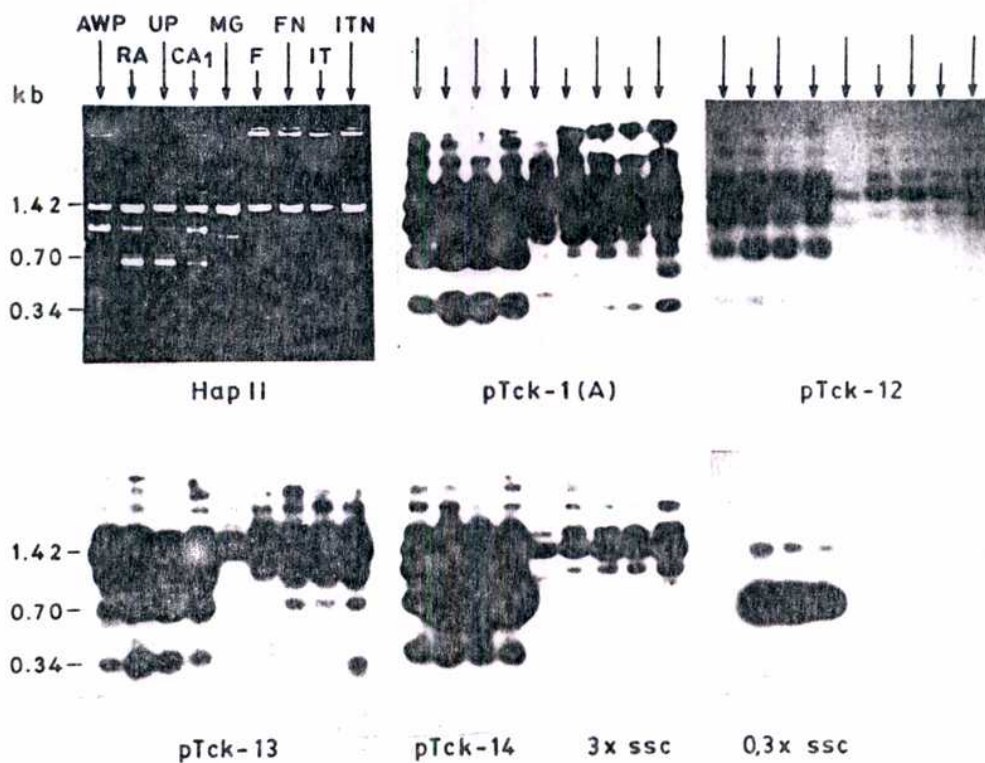 AWP UP MG FN ITN
RA CA1 F IT
kb
1.42
0.70
0.34
Hap II pTck-1(A) pTck-12
1.42
0.70
0.34
pTck-13 pTck-14 3x ssc 0,3x ssc